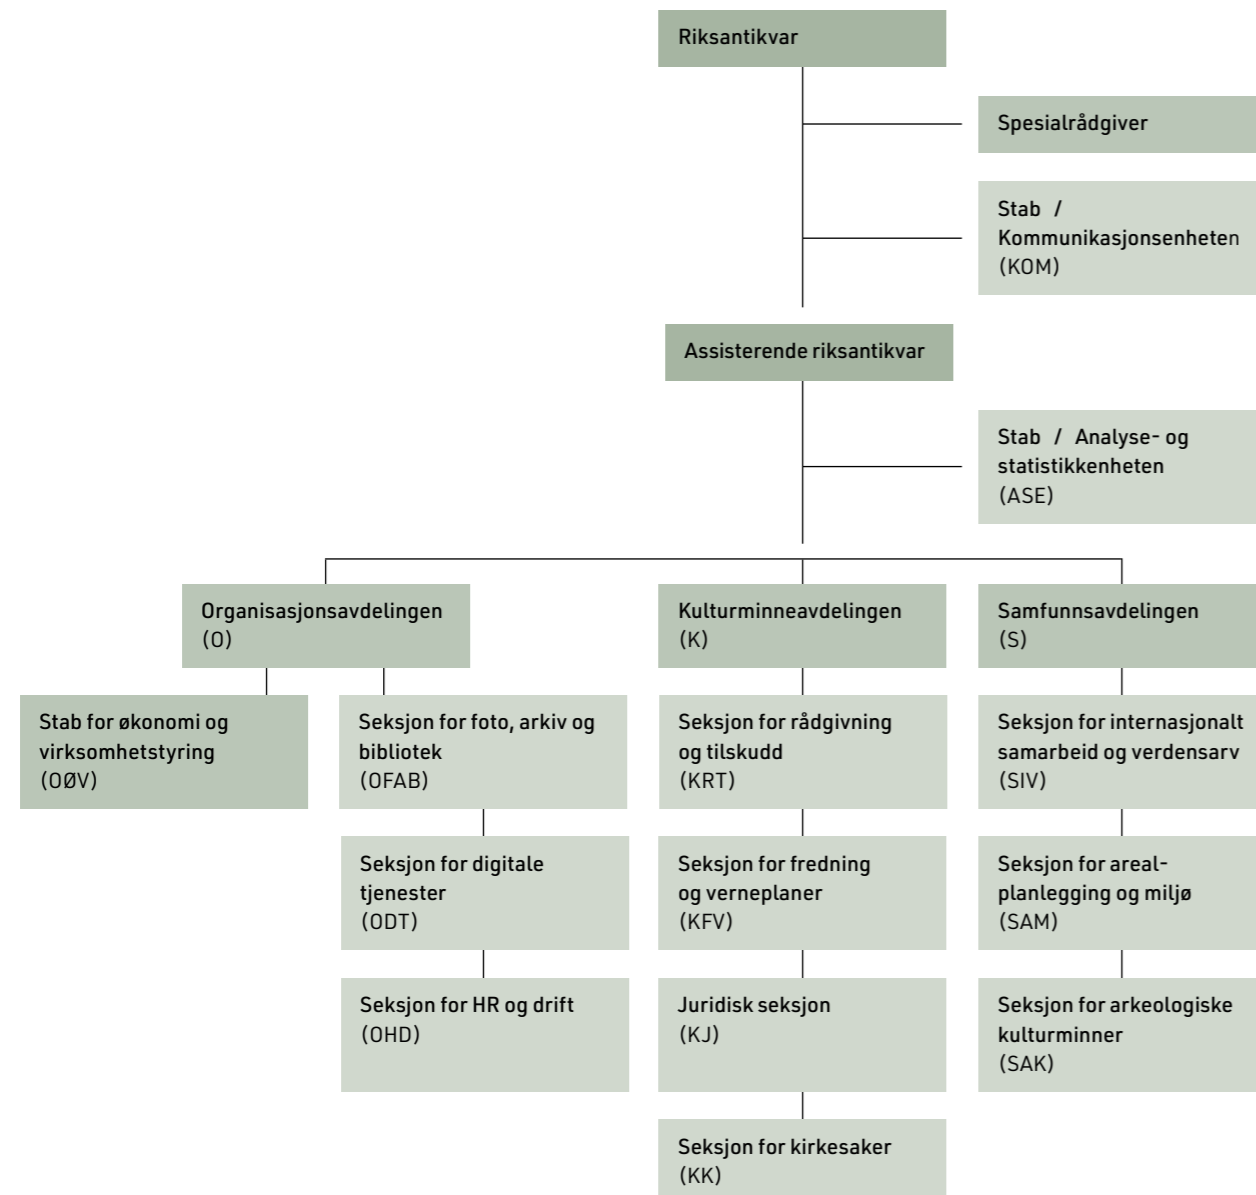 Riksantikvar
Spesialrådgiver
Stab / 
Kommunikasjonsenheten
(KOM)
Assisterende riksantikvar
Stab / Analyse- og
statistikkenheten
(ASE)
Organisasjonsavdelingen
(O)
Kulturminneavdelingen
(K)
Samfunnsavdelingen
(S)
Stab for økonomi og
virksomhetstyring
(OØV)
Seksjon for foto, arkiv og
bibliotek
(OFAB)
Seksjon for rådgivning
og tilskudd
(KRT)
Seksjon for internasjonalt
samarbeid og verdensarv
(SIV)
Seksjon for digitale
tjenester
(ODT)
Seksjon for fredning
og verneplaner
(KFV)
Seksjon for areal-
planlegging og miljø
(SAM)
Seksjon for HR og drift
(OHD)
Juridisk seksjon
(KJ)
Seksjon for arkeologiske
kulturminner
(SAK)
Seksjon for kirkesaker
(KK)